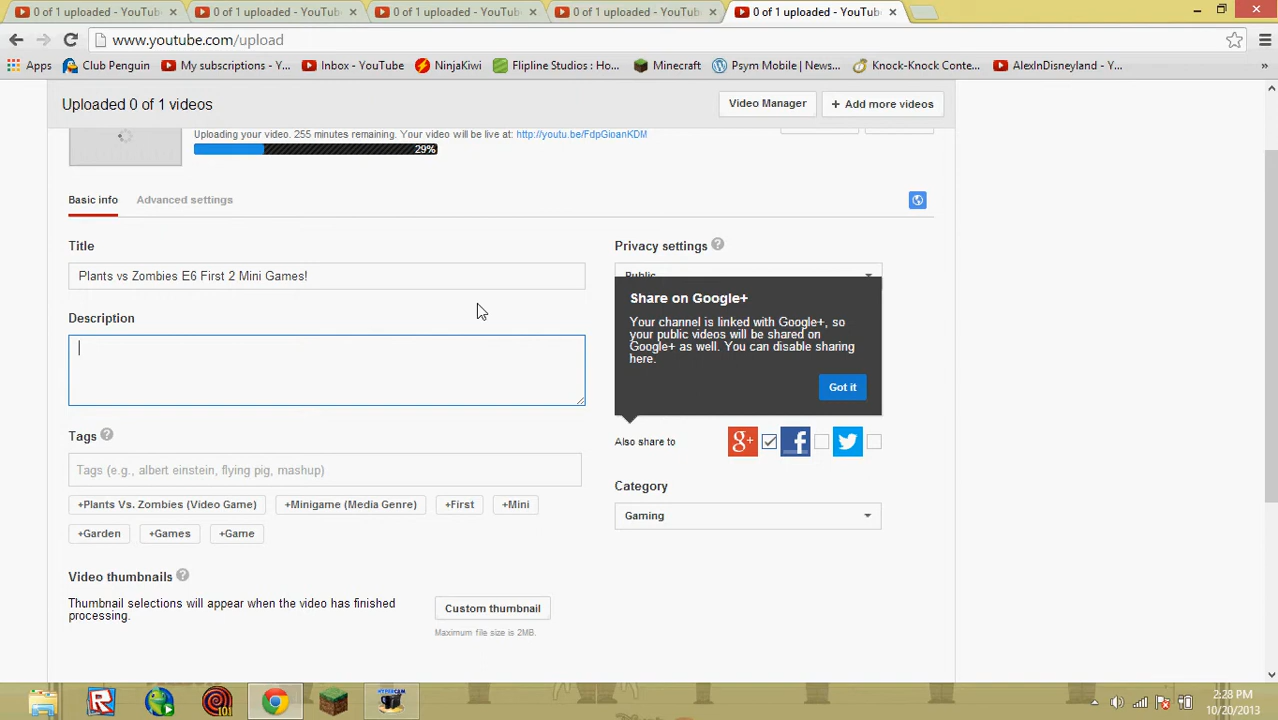 0 of 1 uploaded - YouTub
0 of 1 uploaded - YouTub
0 of 1 uploaded - YouTub
0 of 1 uploaded - YouTub
0 of 1 uploaded - YouTub
www.youtube.com/upload
Apps
Club Penguin
My subscriptions - Y...
Inbox - YouTube
NinjaKiwi
Flipline Studios : Ho...
Minecraft
Psym Mobile | News...
Knock-Knock Conte...
AlexInDisneyland - Y...
Uploaded 0 of 1 videos
Video Manager
+ Add more videos
Uploading your video. 255 minutes remaining. Your video will be live at: http://youtu.be/FdpGioanKDM
29%
Basic info
Advanced settings
Title
Plants vs Zombies E6 First 2 Mini Games!
Description
Tags
Tags (e.g., albert einstein, flying pig, mashup)
+Plants Vs. Zombies (Video Game)
+Minigame (Media Genre)
+First
+Mini
+Garden
+Games
+Game
Video thumbnails
Thumbnail selections will appear when the video has finished
processing.
Custom thumbnail
Maximum file size is 2MB.
Privacy settings
Public
Share on Google+
Your channel is linked with Google+, so
your public videos will be shared on
Google+ as well. You can disable sharing
here.
Got it
Also share to
Category
Gaming
2:28 PM
10/20/2013